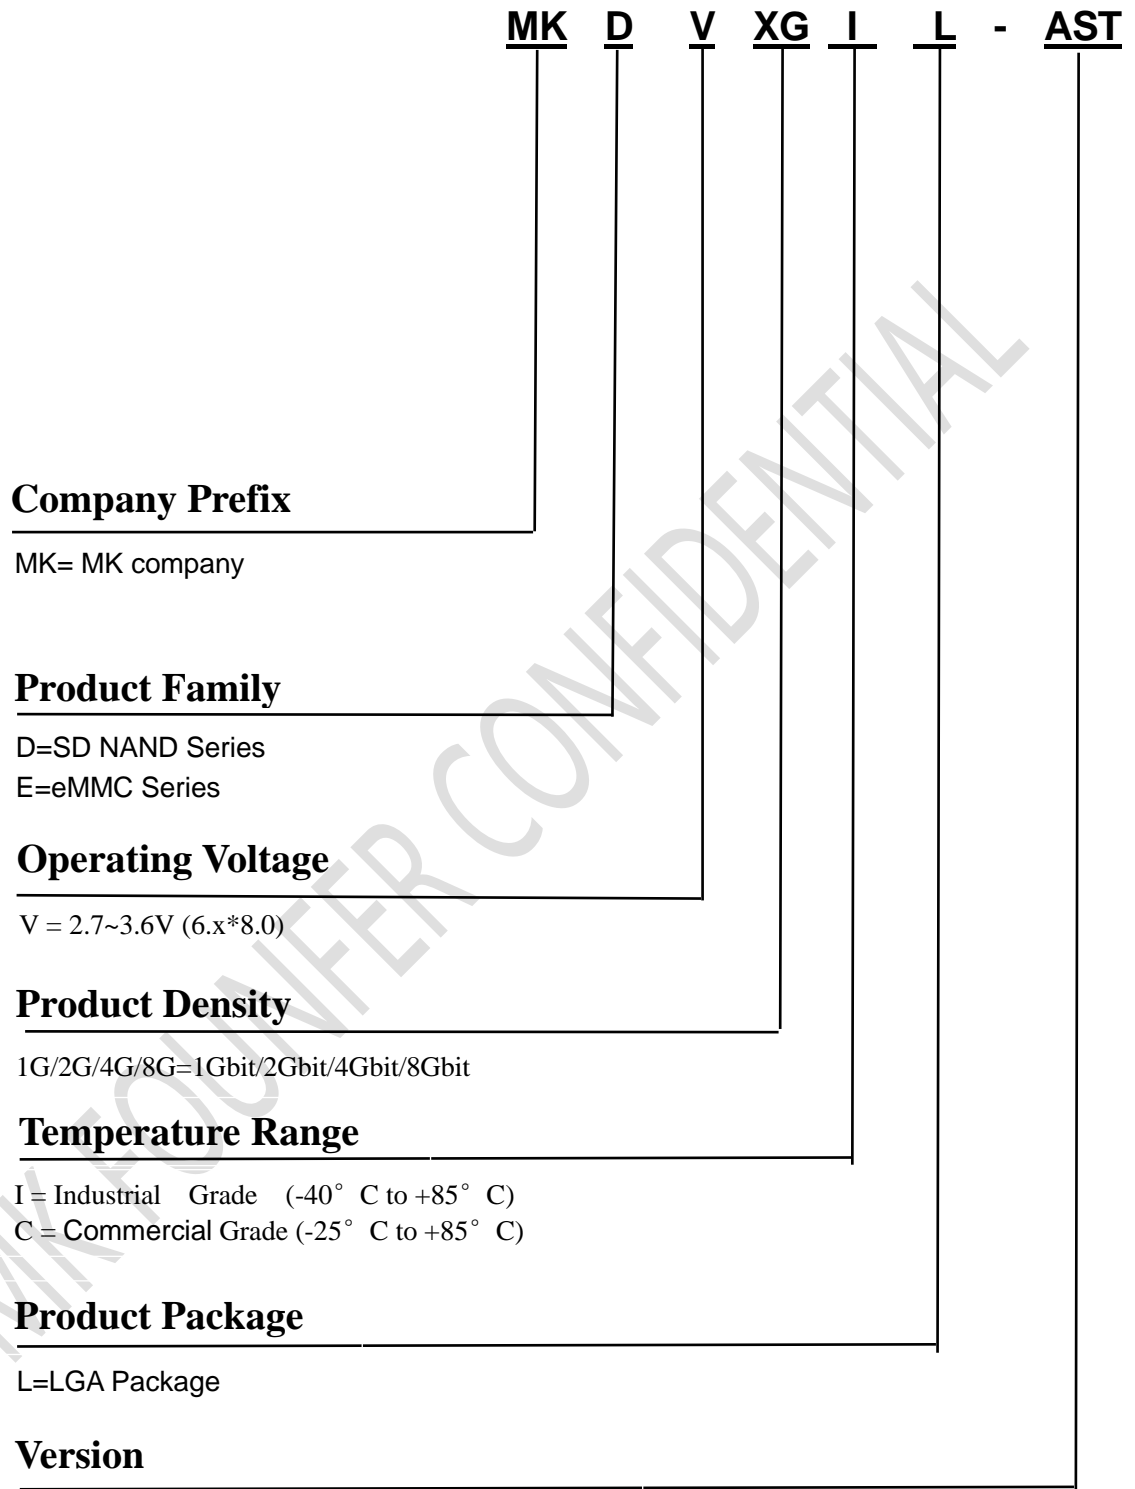 MK D V XG I L - AST
Company Prefix
MK= MK company
Product Family
D=SD NAND Series
E=eMMC Series
Operating Voltage
V = 2.7~3.6V (6.x*8.0)
Product Density
1G/2G/4G/8G=1Gbit/2Gbit/4Gbit/8Gbit
Temperature Range
I = Industrial Grade (-40° C to +85° C)
C = Commercial Grade (-25° C to +85° C)
Product Package
L=LGA Package
Version
MK FOUNFER CONFIDENTIAL